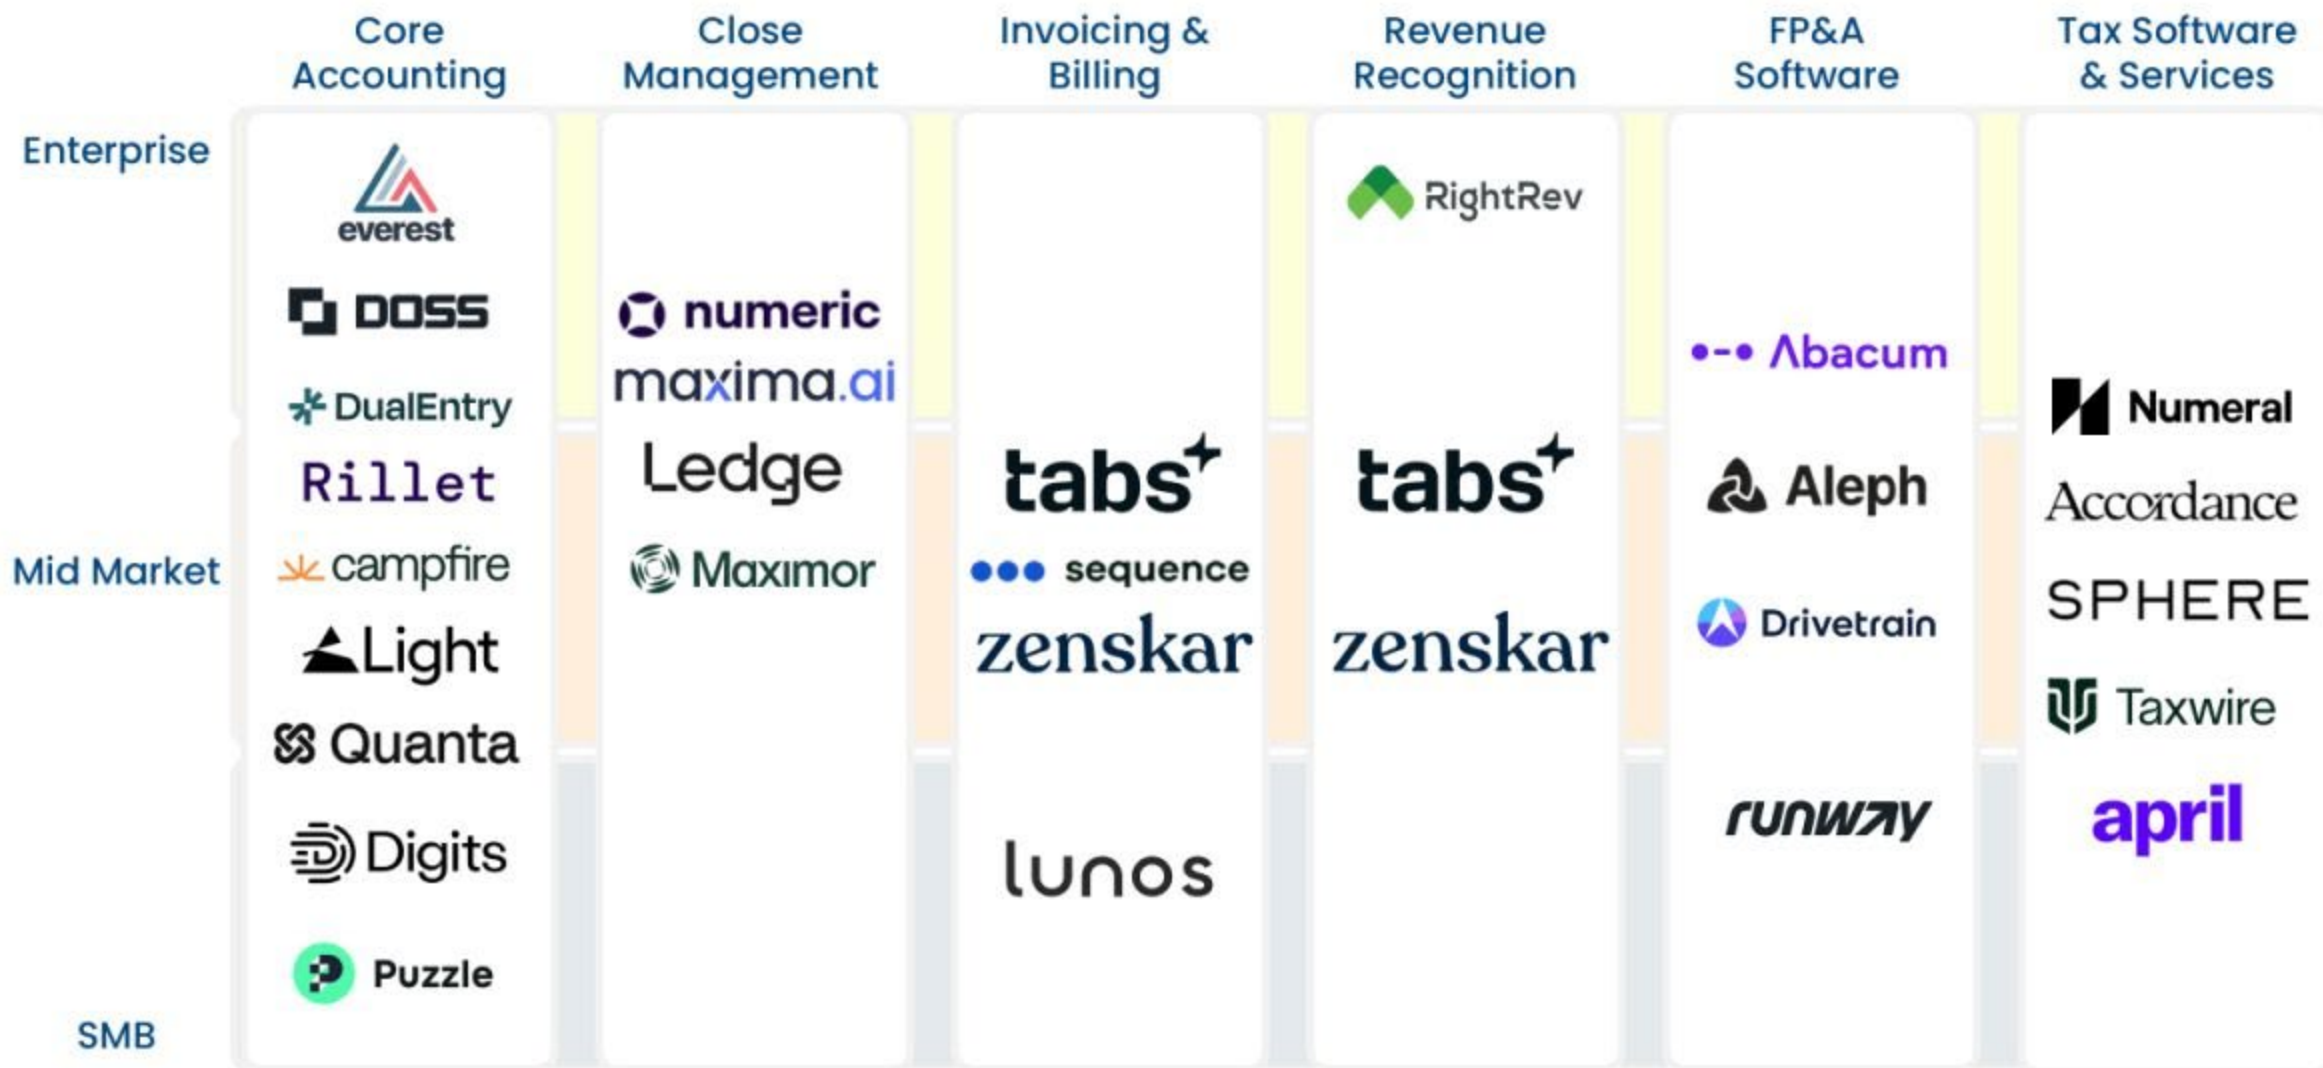 Core Accounting
Close Management
Invoicing & Billing
Revenue Recognition
FP&A Software
Tax Software & Services
Enterprise
Mid Market
SMB
everest
DOSS
DualEntry
Rillet
campfire
Light
Quanta
Digits
Puzzle
numeric
maxima.ai
Ledge
Maximor
tabs
sequence
zenskar
lunos
RightRev
tabs
zenskar
Abacum
Aleph
Drivetrain
runway
Numeral
Accordance
SPHERE
Taxwire
april